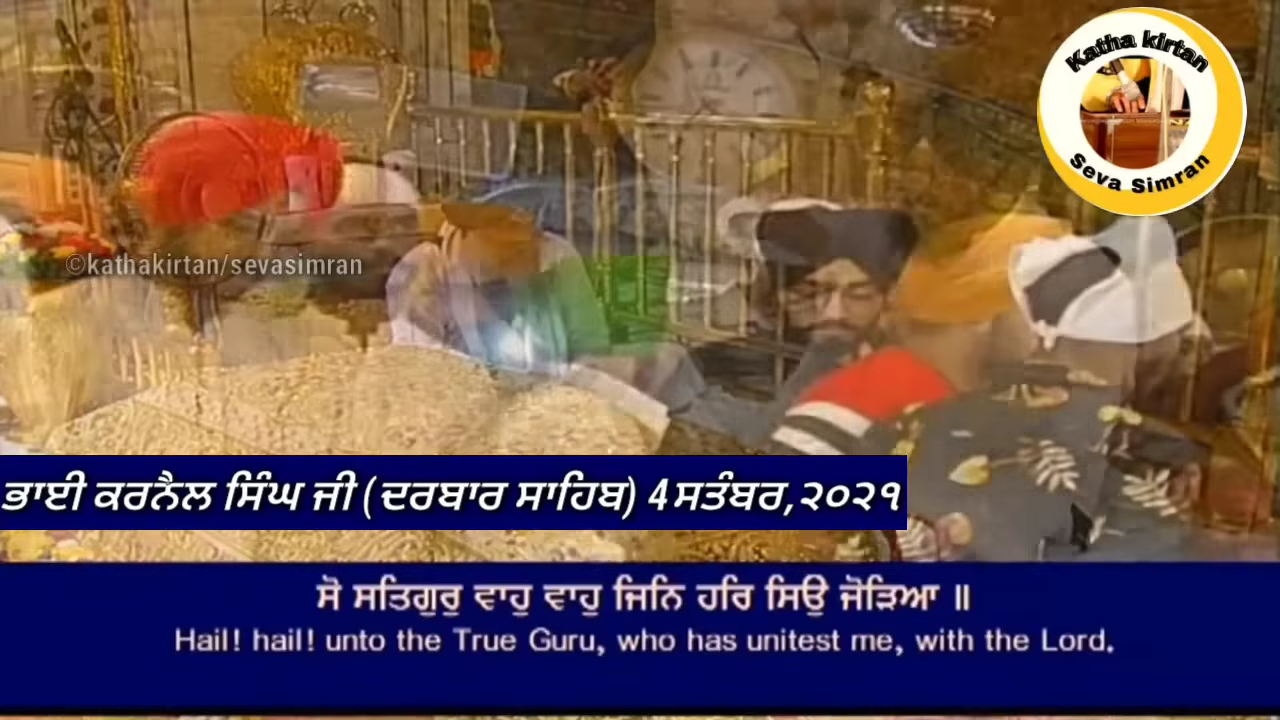 Katha kirtan
Seva Simran
©kathakirtan/sevasimran
ਭਾਈ ਕਰਨੈਲ ਸਿੰਘ ਜੀ (ਦਰਬਾਰ ਸਾਹਿਬ) 4 ਸਤੰਬਰ,੨੦੨੧
ਸੋ ਸਤਿਗੁਰੁ ਵਾਹੁ ਵਾਹੁ ਜਿਨਿ ਹਰਿ ਸਿਉ ਜੋੜਿਆ ॥
Hail! hail! unto the True Guru, who has unitest me, with the Lord.